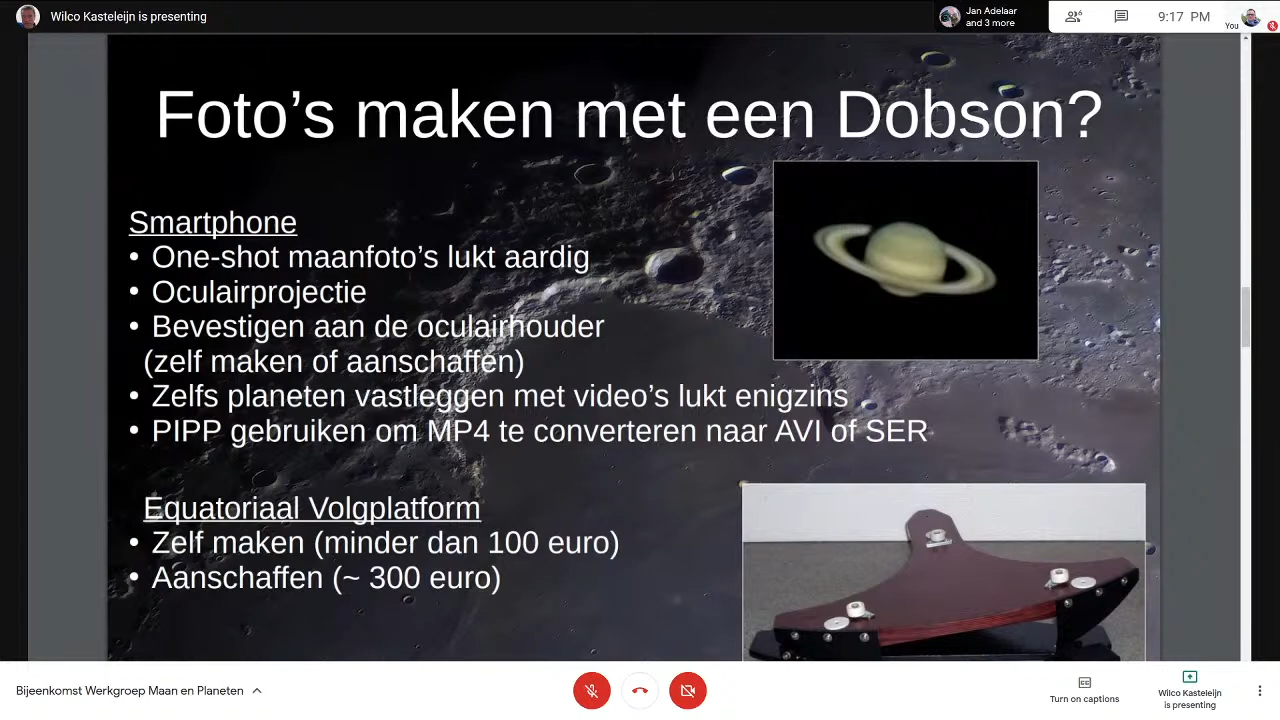 Wilco Kasteleijn is presenting
Jan Adelaar
and 3 more
6
9:17 PM
You
Foto's maken met een Dobson?
Smartphone
• One-shot maanfoto's lukt aardig
• Oculairprojectie
• Bevestigen aan de oculairhouder
(zelf maken of aanschaffen)
• Zelfs planeten vastleggen met video's lukt enigzins
• PIPP gebruiken om MP4 te converteren naar AVI of SER
Equatoriaal Volgplatform
• Zelf maken (minder dan 100 euro)
• Aanschaffen (~ 300 euro)
Bijeenkomst Werkgroep Maan en Planeten
Turn on captions
Wilco Kasteleijn
is presenting